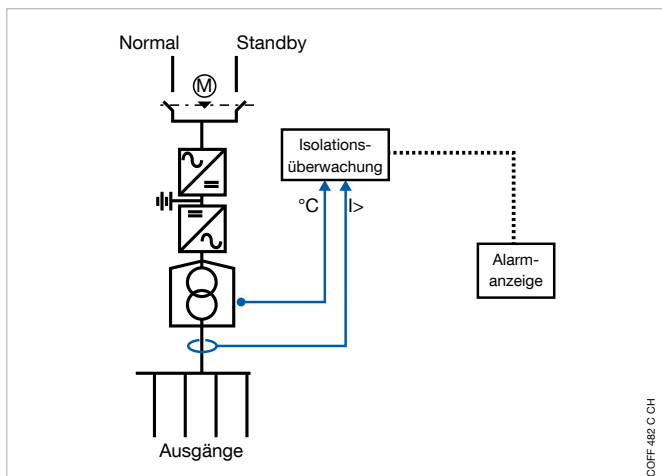 Normal
Standby
M
Isolations-
überwachung
°C
I>
Alarm-
anzeige
Ausgänge
COFF 482 C CH